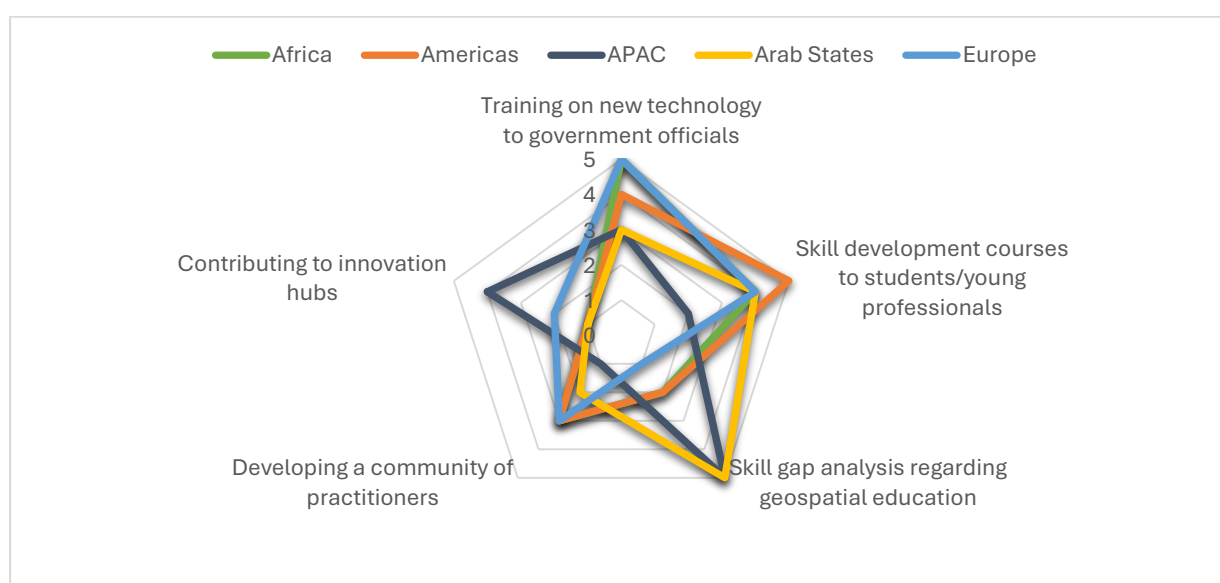 Africa Americas APAC Arab States Europe
Training on new technology
to government officials
5
4
3
2
1
0
Skill development courses
to students/young
professionals
Skill gap analysis regarding
geospatial education
Developing a community of
practitioners
Contributing to innovation
hubs